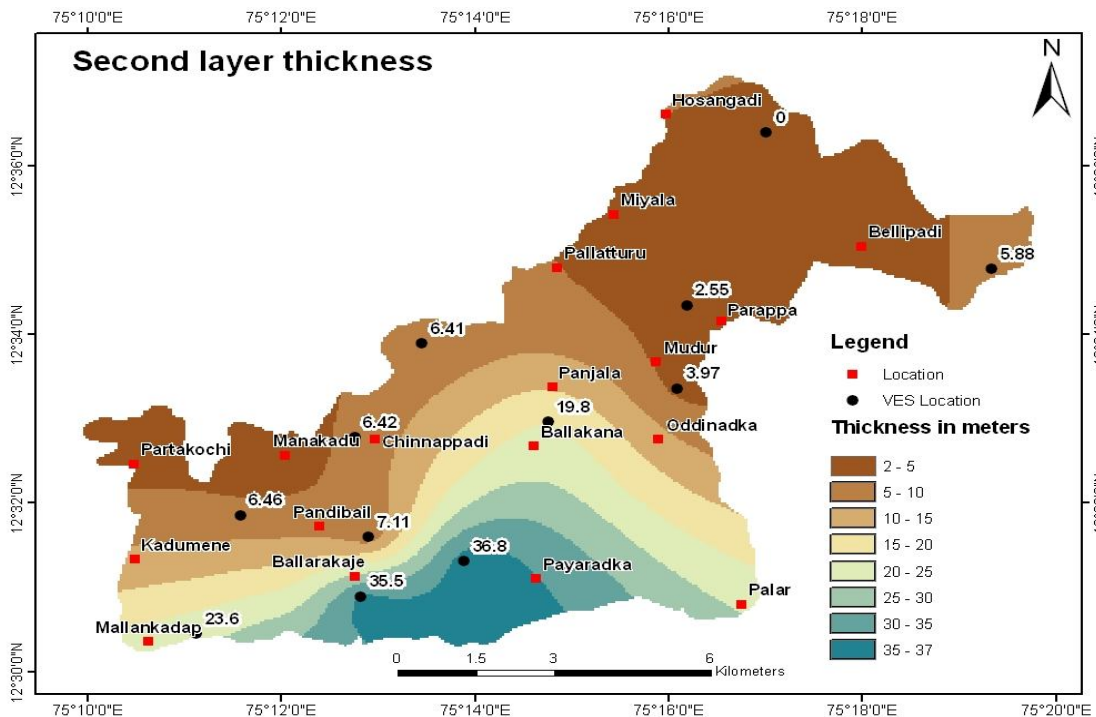 75°10'0"E 75°12'0"E 75°14'0"E 75°16'0"E 75°18'0"E 75°20'0"E
Second layer thickness
N
Hosangadi
0
12°36'0"N
Miyala
Bellipadi
Pallatturu
5.88
2.55
Parappa
12°34'0"N
6.41
Mudur
Legend
Location
VES Location
Panjala
3.97
19.8
Ballakana
Oddinadka
6.42
Chinnappadi
Manakadu
Partakochi
Thickness in meters
2 - 5
5 - 10
10 - 15
15 - 20
20 - 25
25 - 30
30 - 35
35 - 37
12°32'0"N
6.46
Pandibail
7.11
Kadumene
Ballarakaje
36.8
Payaradka
35.5
Palar
23.6
Mallankadap
12°30'0"N
0 1.5 3 6
Kilometers
75°10'0"E 75°12'0"E 75°14'0"E 75°16'0"E 75°18'0"E 75°20'0"E